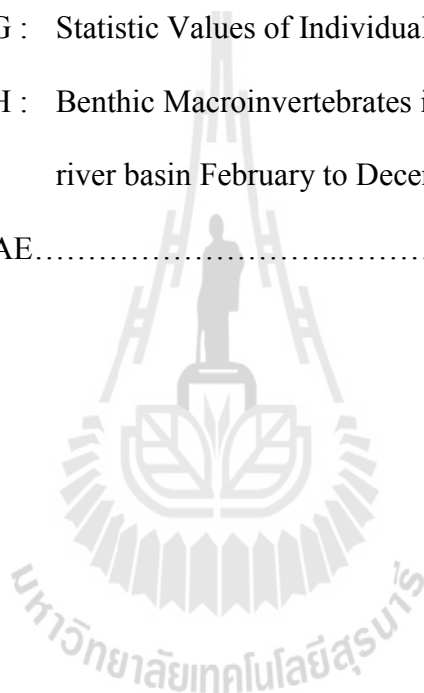 G : Statistic Values of Individual
H : Benthic Macroinvertebrates i
river basin February to Decem
AE……………………...………
มหาวิทยาลัยเทคโนโลยีสุรนารี